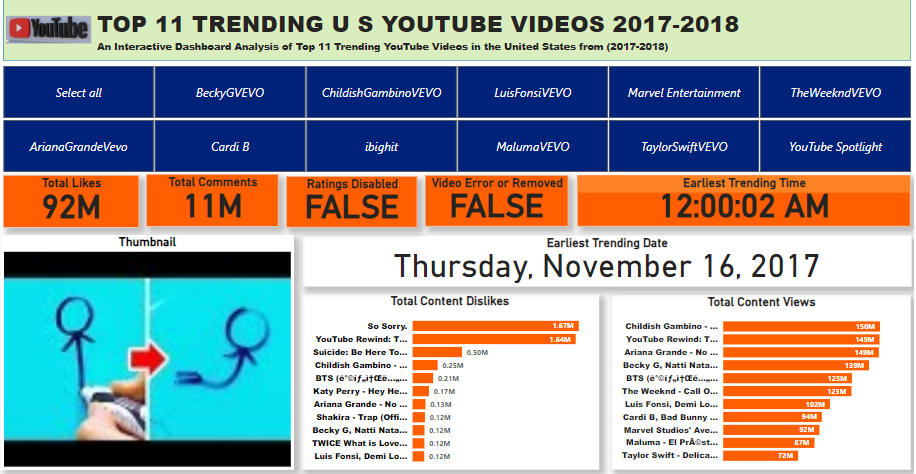 YouTube
TOP 11 TRENDING U S YOUTUBE VIDEOS 2017-2018
An Interactive Dashboard Analysis of Top 11 Trending YouTube Videos in the United States from (2017-2018)
Select all
BeckyGVEVO
ChildishGambinoVEVO
LuisFonsiVEVO
Marvel Entertainment
TheWeekndVEVO
ArianaGrandeVevo
Cardi B
ibighit
MalumaVEVO
TaylorSwiftVEVO
YouTube Spotlight
Total Likes
92M
Total Comments
11M
Ratings Disabled
FALSE
Video Error or Removed
FALSE
Earliest Trending Time
12:00:02 AM
Thumbnail
Earliest Trending Date
Thursday, November 16, 2017
Total Content Dislikes
So Sorry. 1.67M
YouTube Rewind: T... 1.64M
Suicide: Be Here To... 0.50M
Childish Gambino - ... 0.25M
BTS 0.21M
Katy Perry - Hey He... 0.17M
Ariana Grande - No ... 0.13M
Shakira - Trap (Offi... 0.12M
Becky G, Natti Nata... 0.12M
TWICE What is Love... 0.12M
Luis Fonsi, Demi Lo... 0.12M
Total Content Views
Childish Gambino - ... 150M
YouTube Rewind: T... 149M
Ariana Grande - No ... 149M
Becky G, Natti Nata... 139M
BTS 123M
The Weeknd - Call O... 123M
Luis Fonsi, Demi Lo... 102M
Cardi B, Bad Bunny ... 94M
Marvel Studios' Ave... 92M
Maluma - El PrÃ©st... 87M
Taylor Swift - Delica... 72M